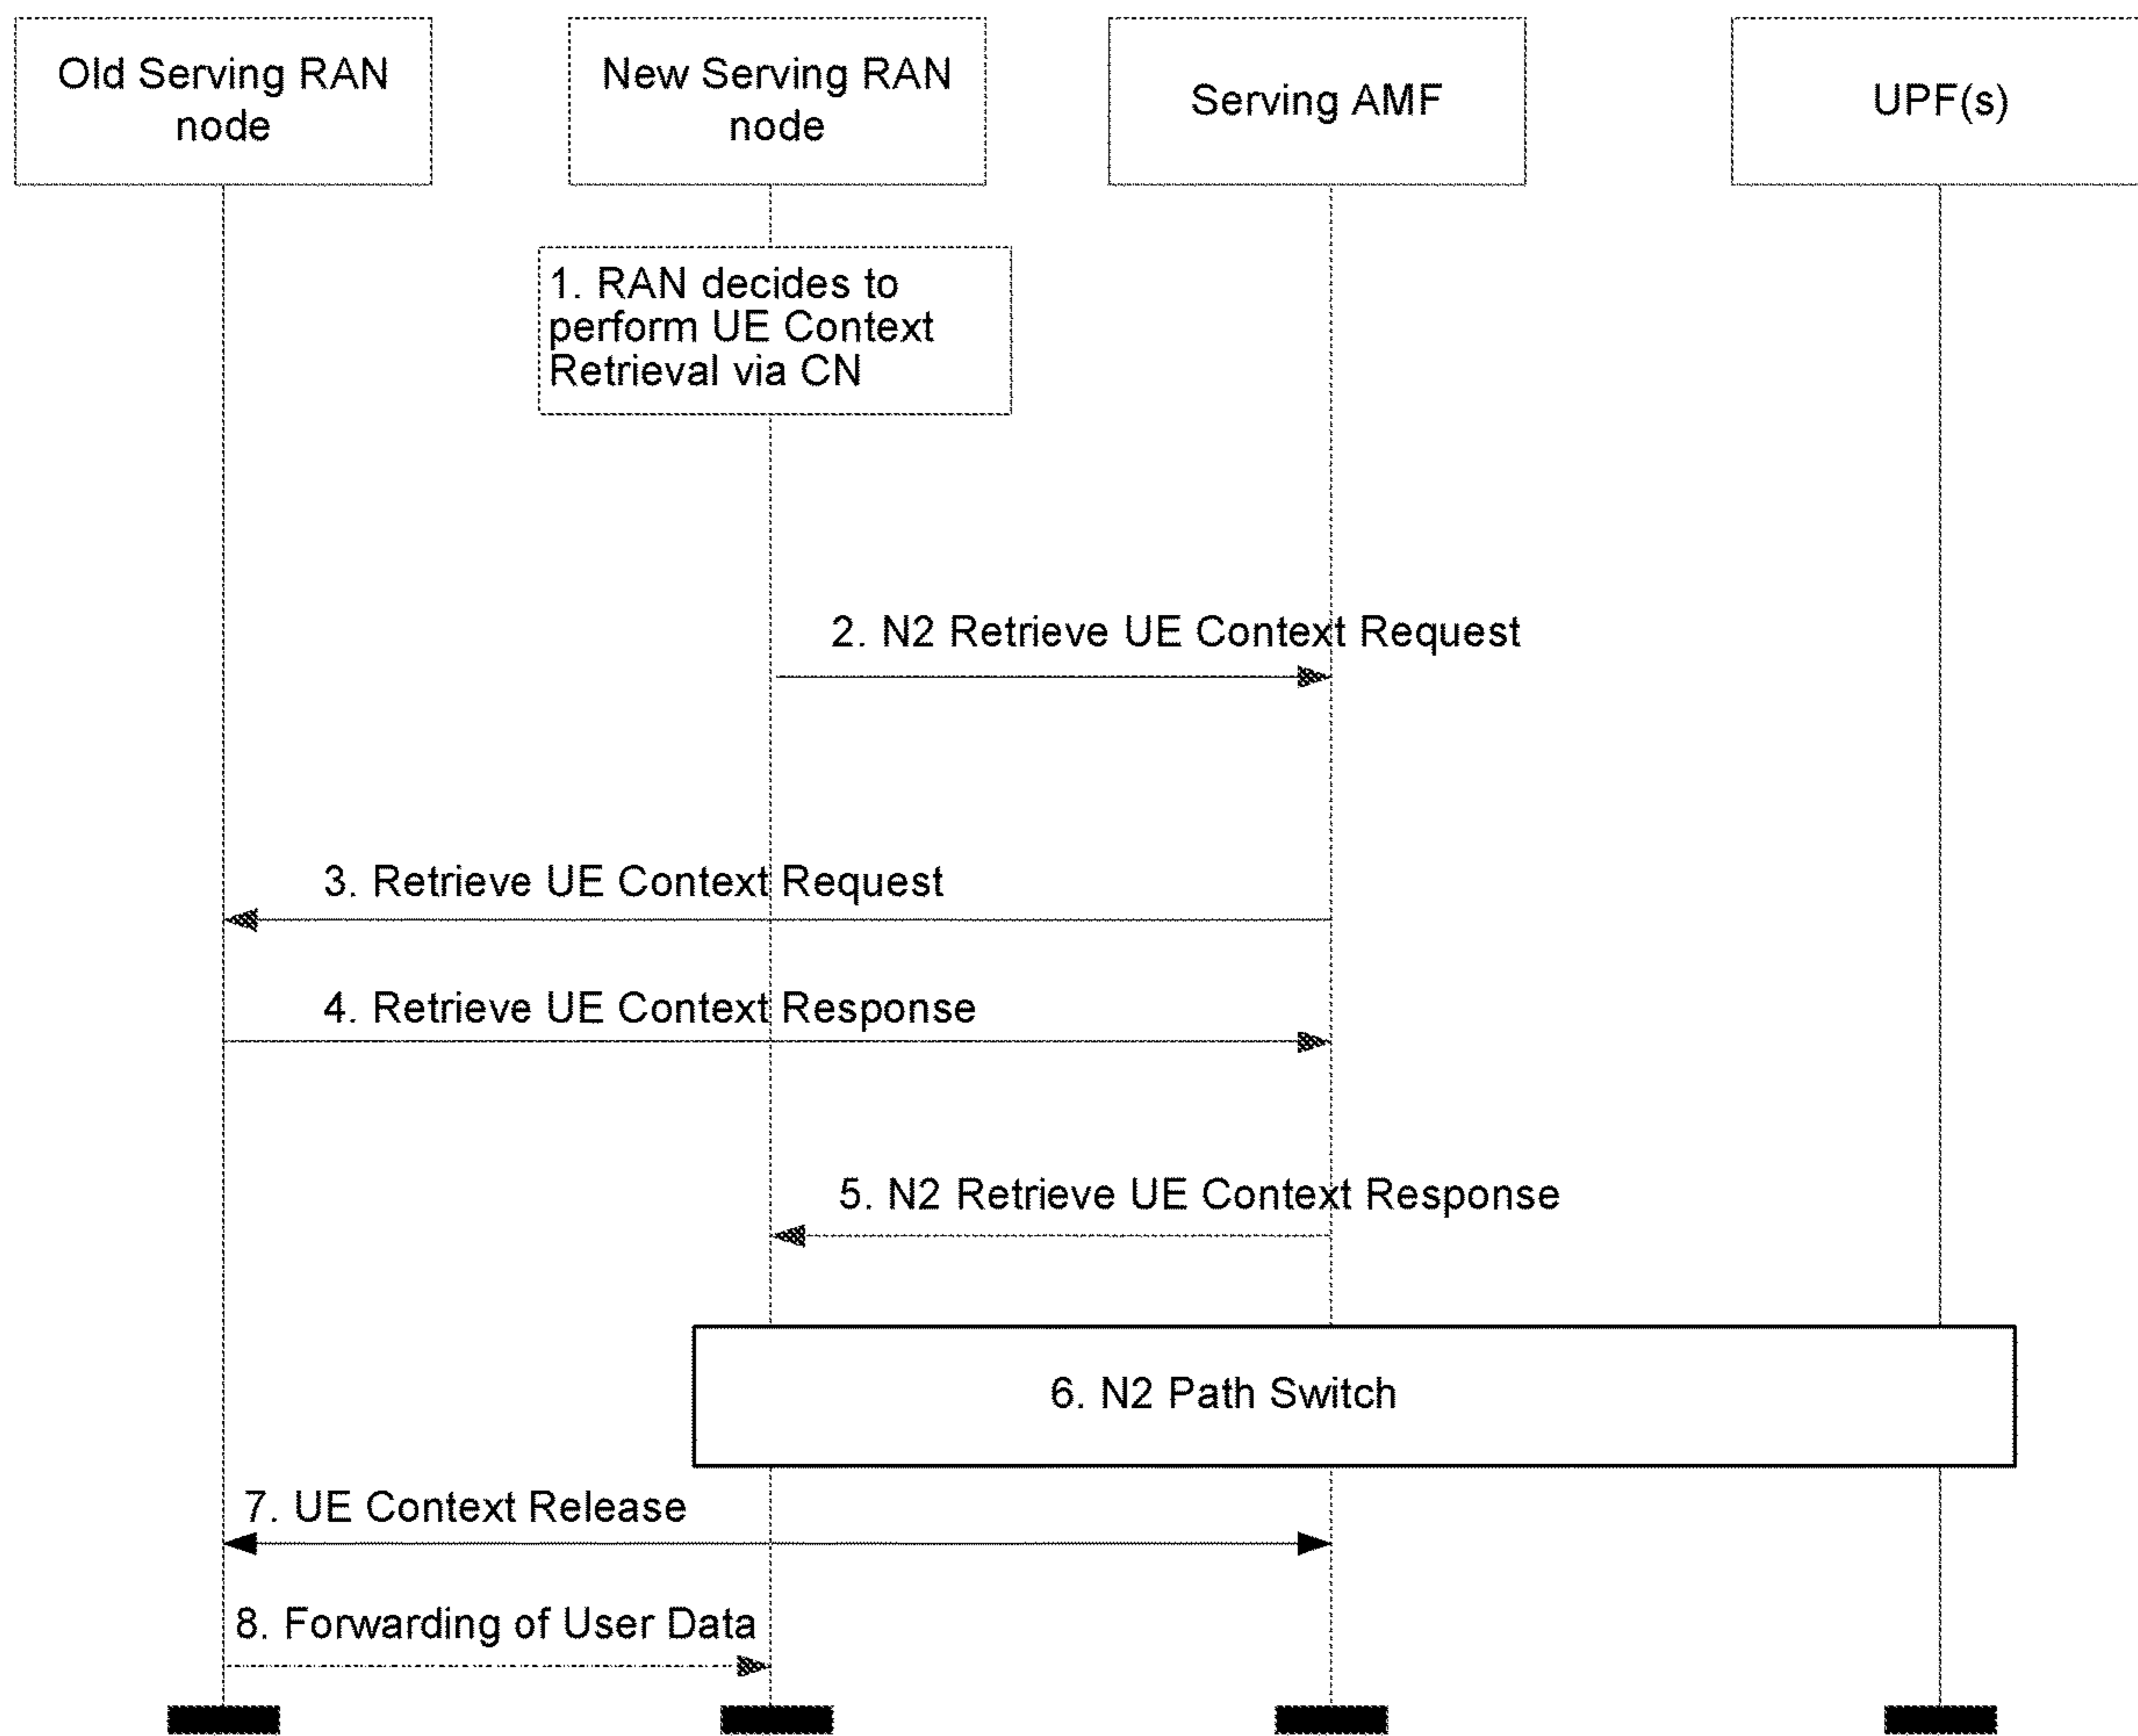 Old Serving RAN
node
New Serving RAN
node
Serving AMF
UPF(s)
1. RAN decides to
perform UE Context
Retrieval via CN
2. N2 Retrieve UE Context Request
3. Retrieve UE Context Request
4. Retrieve UE Context Response
5. N2 Retrieve UE Context Response
6. N2 Path Switch
7. UE Context Release
8. Forwarding of User Data